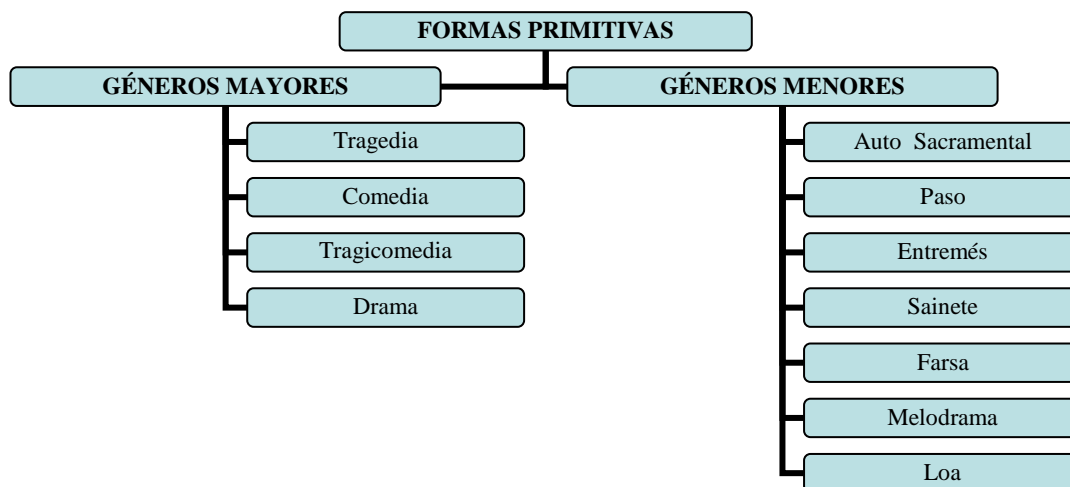 FORMAS PRIMITIVAS
GÉNEROS MAYORES
Tragedia
Comedia
Tragicomedia
Drama
GÉNEROS MENORES
Auto Sacramental
Paso
Entremés
Sainete
Farsa
Melodrama
Loa